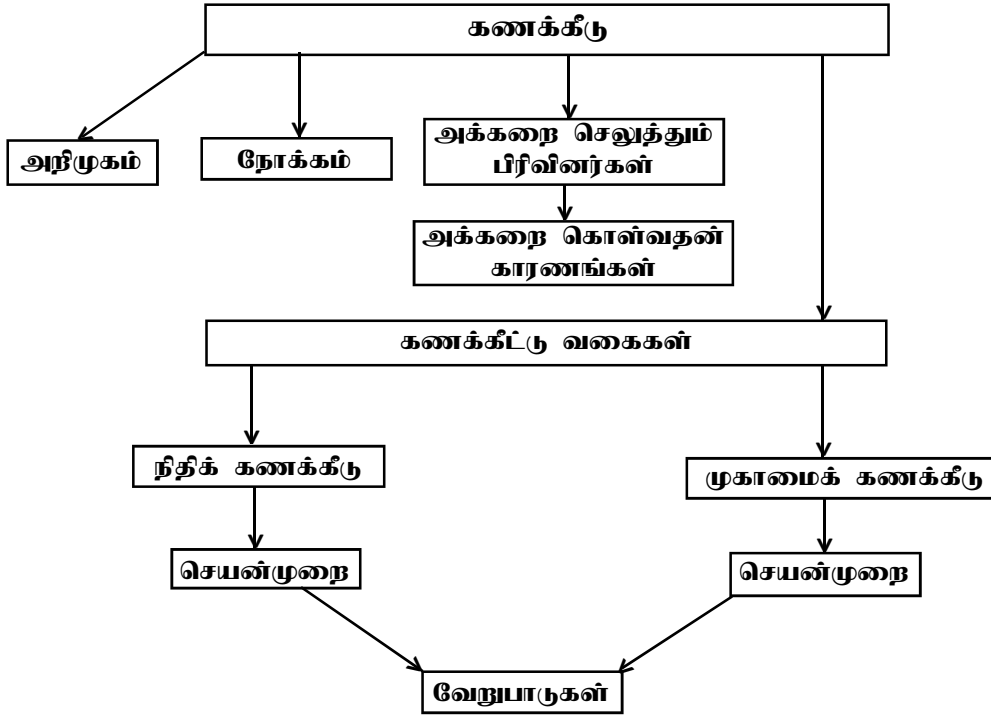 கணக்கீடு
அறிமுகம்
நோக்கம்
அக்கறை செலுத்தும்
பிரிவினர்கள்
அக்கறை கொள்வதன்
காரணங்கள்
கணக்கீட்டு வகைகள்
நிதிக் கணக்கீடு
முகாமைக் கணக்கீடு
செயன்முறை
செயன்முறை
வேறுபாடுகள்